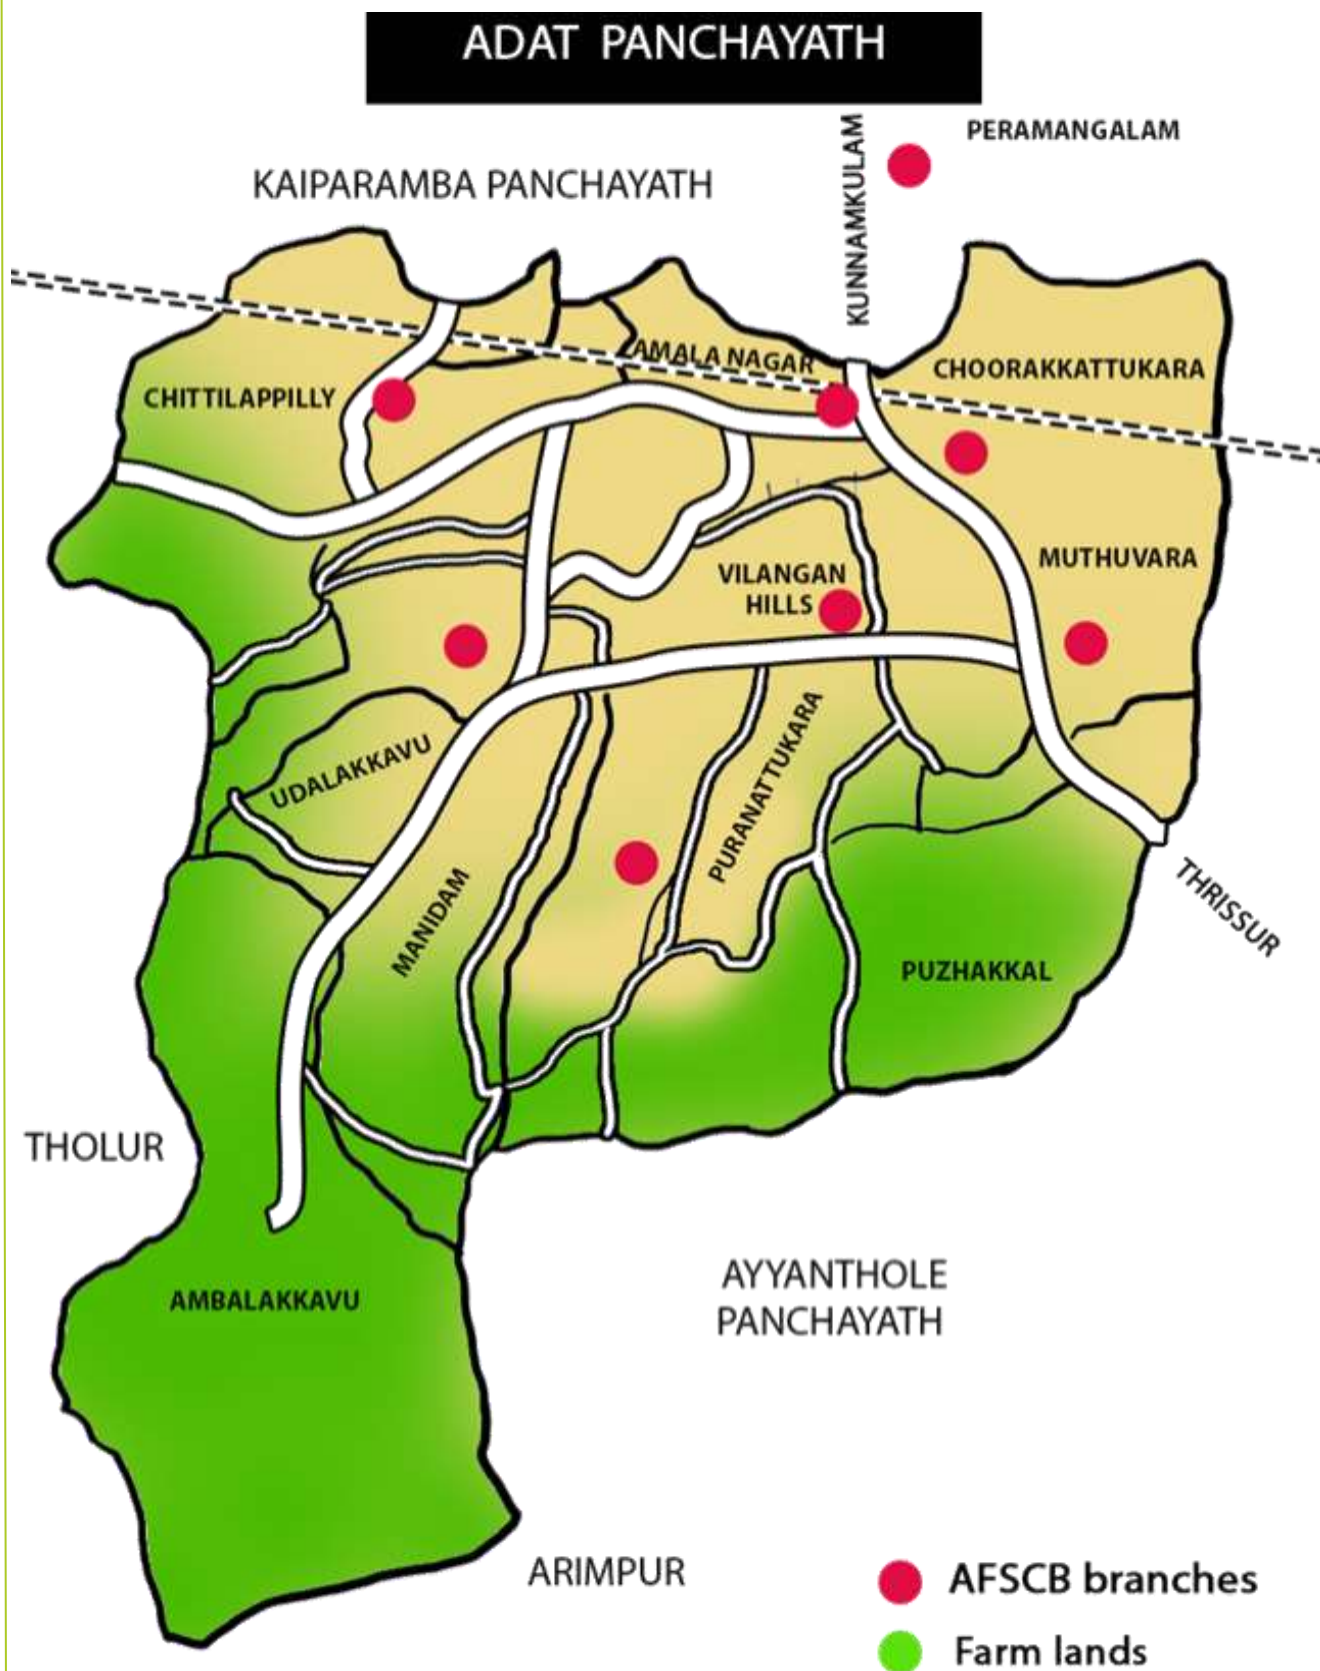 ADAT PANCHAYATH
PERAMANGALAM
KUNNAMKULAM
KAIPARAMBA PANCHAYATH
AMALA NAGAR
CHOORAKKATTUKARA
CHITTILAPPILLY
MUTHUVARA
VILANGAN
HILLS
PURANATTUKARA
UDALAKKAVU
MANIDAM
THRISSUR
PUZHAKKAL
THOLUR
AYYANTHOLE
PANCHAYATH
AMBALAKKAVU
ARIMPUR
AFSCB branches
Farm lands